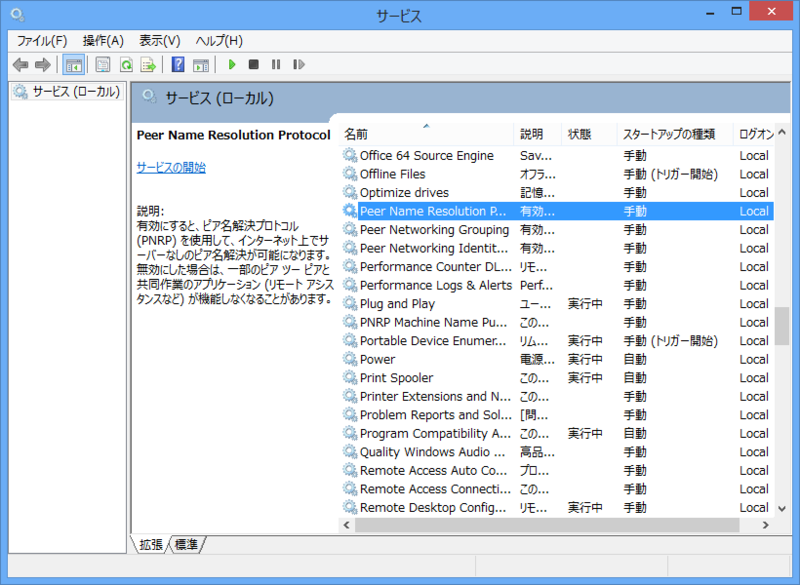 サービス
ファイル(F) 操作(A) 表示(V) ヘルプ(H)
サービス (ローカル)
サービス (ローカル)
Peer Name Resolution Protocol
サービスの開始
説明:
有効にすると、ピア名解決プロトコル
(PNRP) を使用して、インターネット上でサ
ーバーなしのピア名解決が可能になります。
無効にした場合は、一部のピア ツー ピアと
共同作業のアプリケーション (リモート アシス
タンスなど) が機能しなくなることがあります。
名前 説明 状態 スタートアップの種類 ログオン
Office 64 Source Engine Sav... 手動 Local
Offline Files オフラ... 手動 (トリガー開始) Local
Optimize drives 記憶... 手動 Local
Peer Name Resolution P... 有効... 手動 Local
Peer Networking Grouping 有効... 手動 Local
Peer Networking Identit... 有効... 手動 Local
Performance Counter DL... リモ... 手動 Local
Performance Logs & Alerts Perf... 手動 Local
Plug and Play ユー... 実行中 手動 Local
PNRP Machine Name Pu... この... 手動 Local
Portable Device Enumer... リム... 実行中 手動 (トリガー開始) Local
Power 電源... 実行中 自動 Local
Print Spooler この... 実行中 自動 Local
Printer Extensions and N... この... 手動 Local
Problem Reports and Sol... [問... 手動 Local
Program Compatibility A... この... 実行中 自動 Local
Quality Windows Audio ... 高品... 手動 Local
Remote Access Auto Co... プロ... 手動 Local
Remote Access Connecti... この... 手動 Local
Remote Desktop Config... リモ... 実行中 手動 Local
拡張 標準